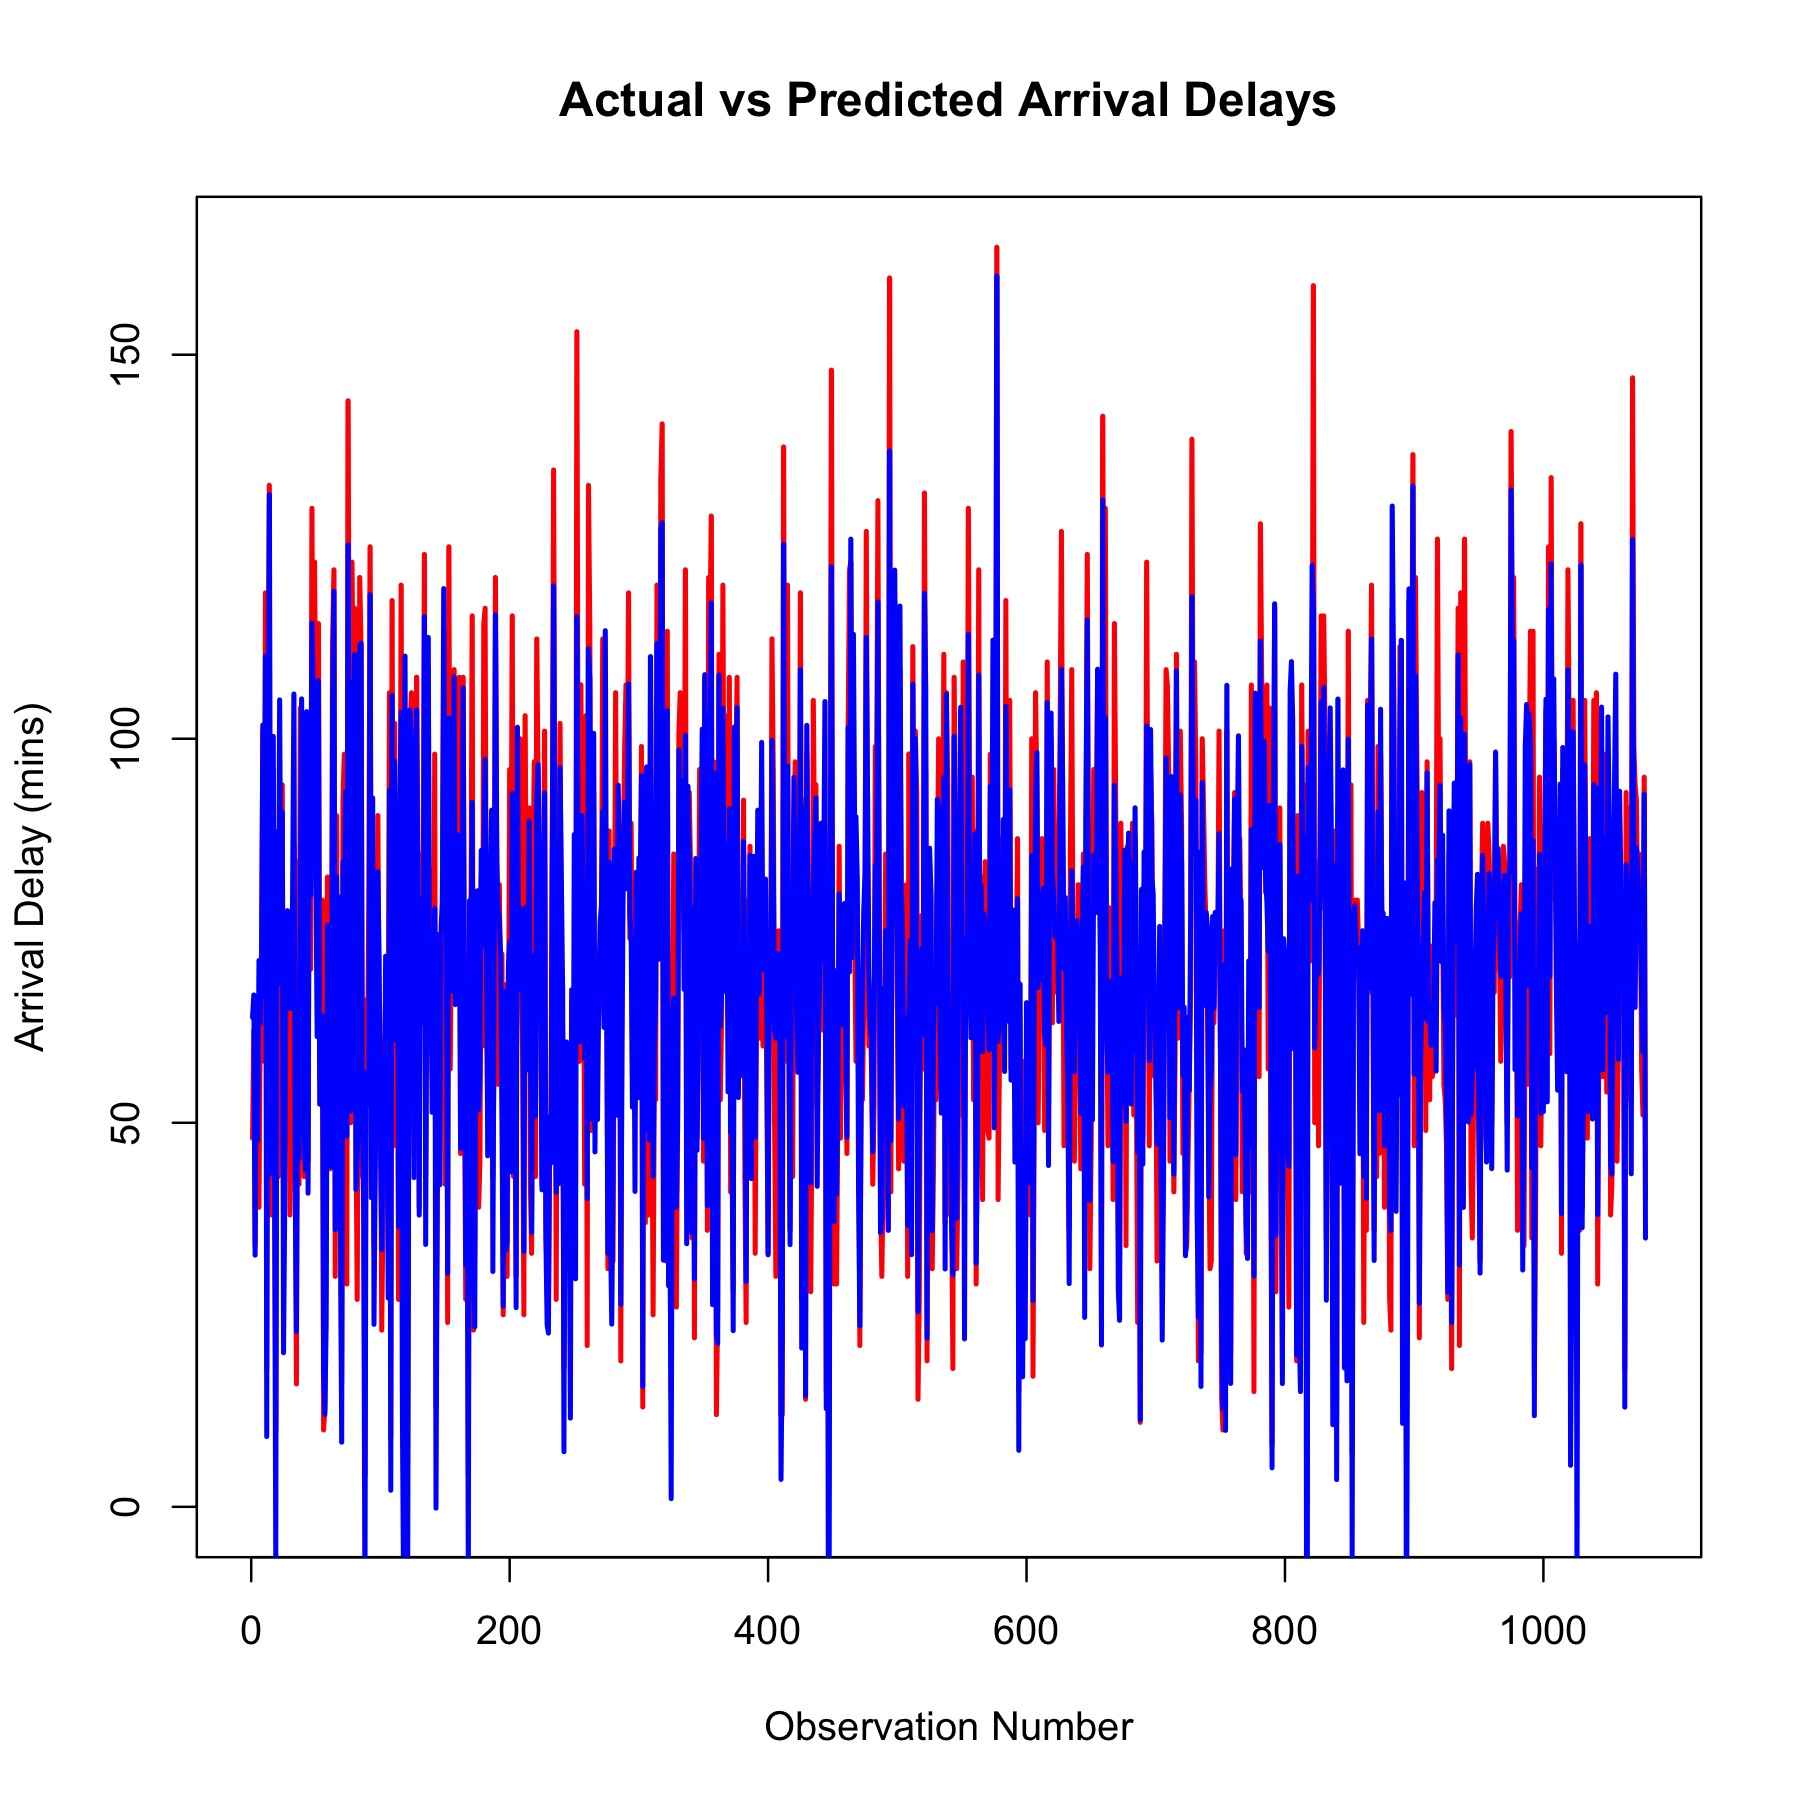 Actual vs Predicted Arrival Delays
Arrival Delay (mins)
150
100
50
0
0 200 400 600 800 1000
Observation Number